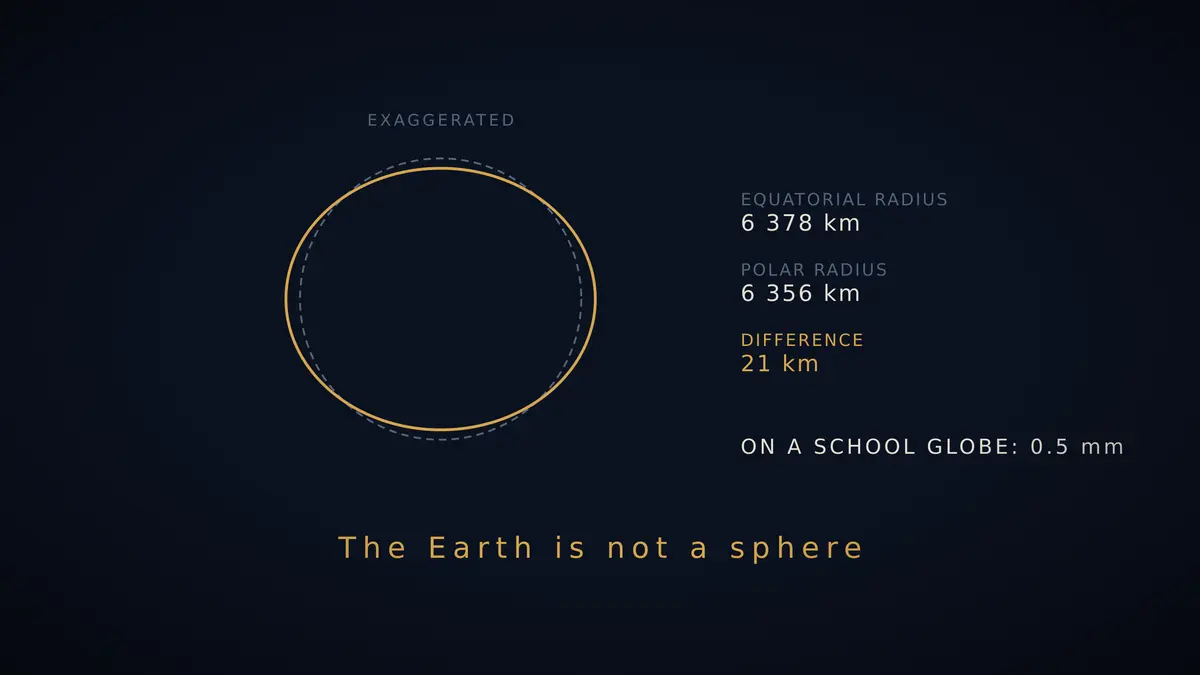 EXAGGERATED
EQUATORIAL RADIUS
6 378 km
POLAR RADIUS
6 356 km
DIFFERENCE
21 km
ON A SCHOOL GLOBE: 0.5 mm
The Earth is not a sphere